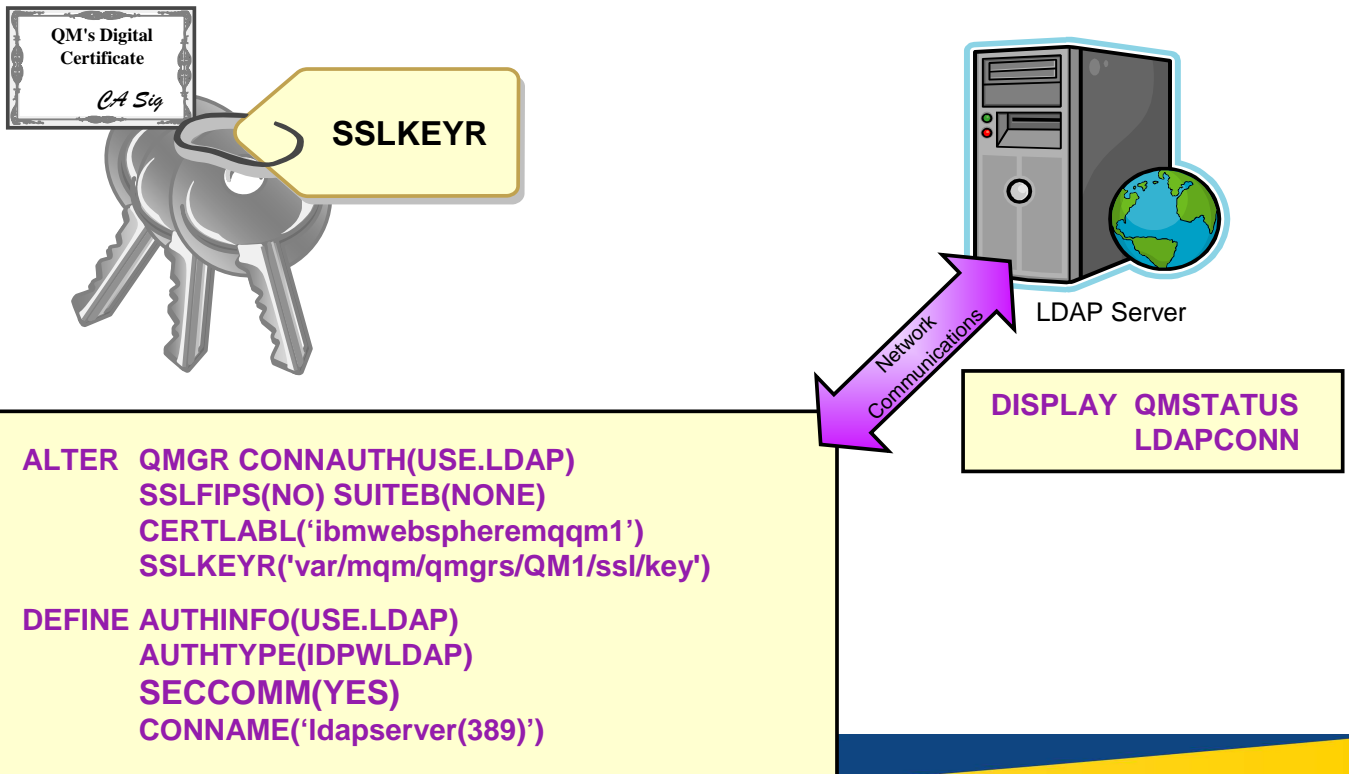 QM's Digital
Certificate
CA Sig
SSLKEYR
LDAP Server
Network
Communications
DISPLAY QMSTATUS
LDAPCONN
ALTER QMGR CONNAUTH(USE.LDAP)
SSLFIPS(NO) SUITEB(NONE)
CERTLABL(‘ibmwebspheremqqm1’)
SSLKEYR('var/mqm/qmgrs/QM1/ssl/key')
DEFINE AUTHINFO(USE.LDAP)
AUTHTYPE(IDPWLDAP)
SECCOMM(YES)
CONNAME(‘ldapserver(389)’)